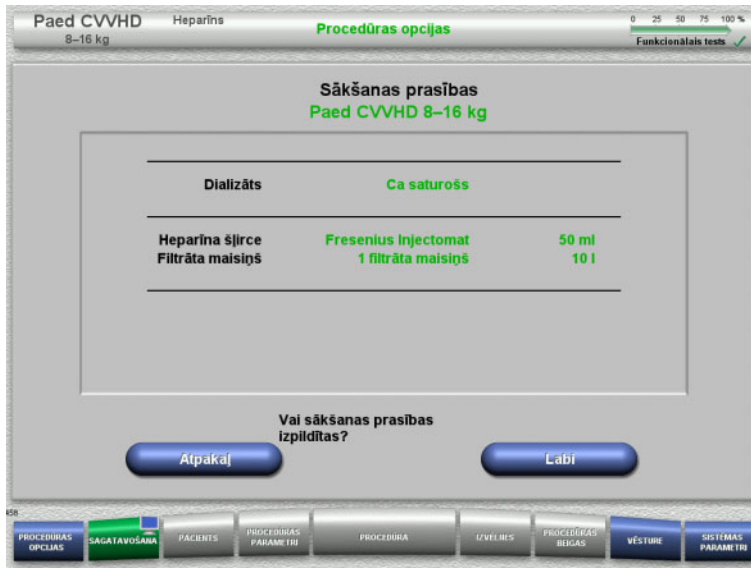 Paed CVVHD Heparīns
8–16 kg
Procedūras opcijas
0 25 50 75 100 %
Funkcionālais tests
Sākšanas prasības
Paed CVVHD 8–16 kg
Dializāts Ca saturošs
Heparīna šļirce Fresenius Injectomat 50 ml
Filtrāta maisiņš 1 filtrāta maisiņš 10 l
Vai sākšanas prasības
izpildītas?
Atpakaļ Labi
458
PROCEDŪRAS
OPCIJAS
SAGATAVOŠANA
PACIENTS
PROCEDŪRAS
PARAMETRI
PROCEDŪRA
IZVĒLNES
PROCEDŪRAS
BEIGAS
VĒSTURE
SISTĒMAS
PARAMETRI